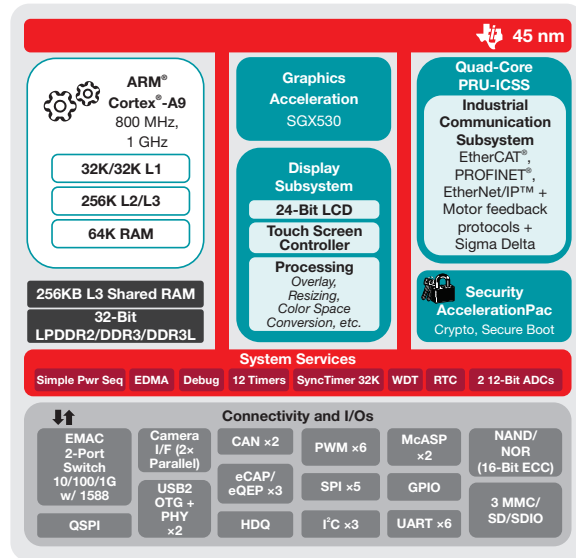 45 nm
ARM®
Cortex®-A9
800 MHz,
1 GHz
32K/32K L1
256K L2/L3
64K RAM
256KB L3 Shared RAM
32-Bit
LPDDR2/DDR3/DDR3L
Graphics
Acceleration
SGX530
Display
Subsystem
24-Bit LCD
Touch Screen
Controller
Processing
Overlay,
Resizing,
Color Space
Conversion, etc.
Quad-Core
PRU-ICSS
Industrial
Communication
Subsystem
EtherCAT®,
PROFINET®,
EtherNet/IP™ +
Motor feedback
protocols +
Sigma Delta
Security
AccelerationPac
Crypto, Secure Boot
System Services
Simple Pwr Seq
EDMA
Debug
12 Timers
SyncTimer 32K
WDT
RTC
2 12-Bit ADCs
Connectivity and I/Os
EMAC
2-Port
Switch
10/100/1G
w/ 1588
QSPI
Camera
I/F (2×
Parallel)
USB2
OTG +
PHY
×2
CAN ×2
eCAP/
eQEP ×3
HDQ
PWM ×6
SPI ×5
I²C ×3
McASP
×2
GPIO
UART ×6
NAND/
NOR
(16-Bit ECC)
3 MMC/
SD/SDIO